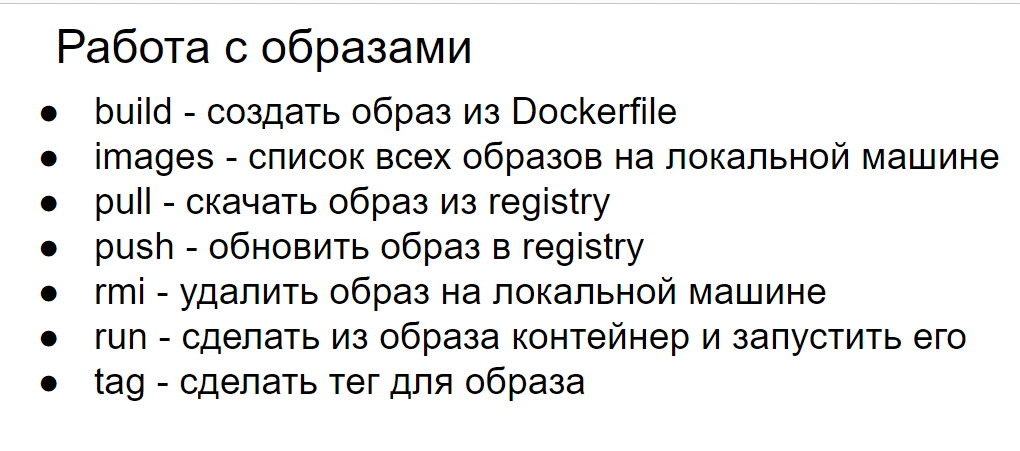 Работа с образами
● build - создать образ из Dockerfile
● images - список всех образов на локальной машине
● pull - скачать образ из registry
● push - обновить образ в registry
● rmi - удалить образ на локальной машине
● run - сделать из образа контейнер и запустить его
● tag - сделать тег для образа